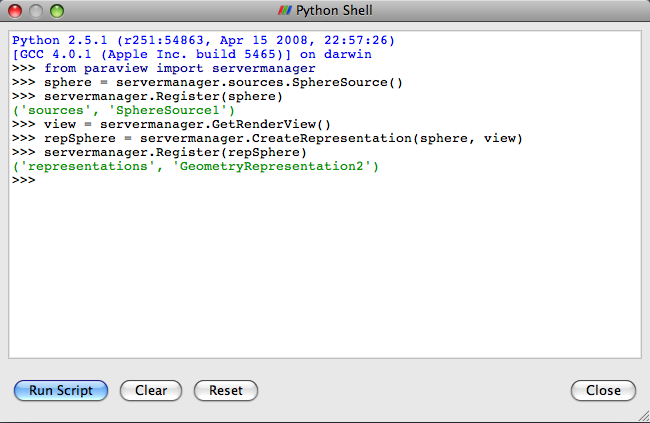 Python Shell
Python 2.5.1 (r251:54863, Apr 15 2008, 22:57:26)
[GCC 4.0.1 (Apple Inc. build 5465)] on darwin
>>> from paraview import servermanager
>>> sphere = servermanager.sources.SphereSource()
>>> servermanager.Register(sphere)
('sources', 'SphereSource1')
>>> view = servermanager.GetRenderView()
>>> repSphere = servermanager.CreateRepresentation(sphere, view)
>>> servermanager.Register(repSphere)
('representations', 'GeometryRepresentation2')
>>>
Run Script Clear Reset Close